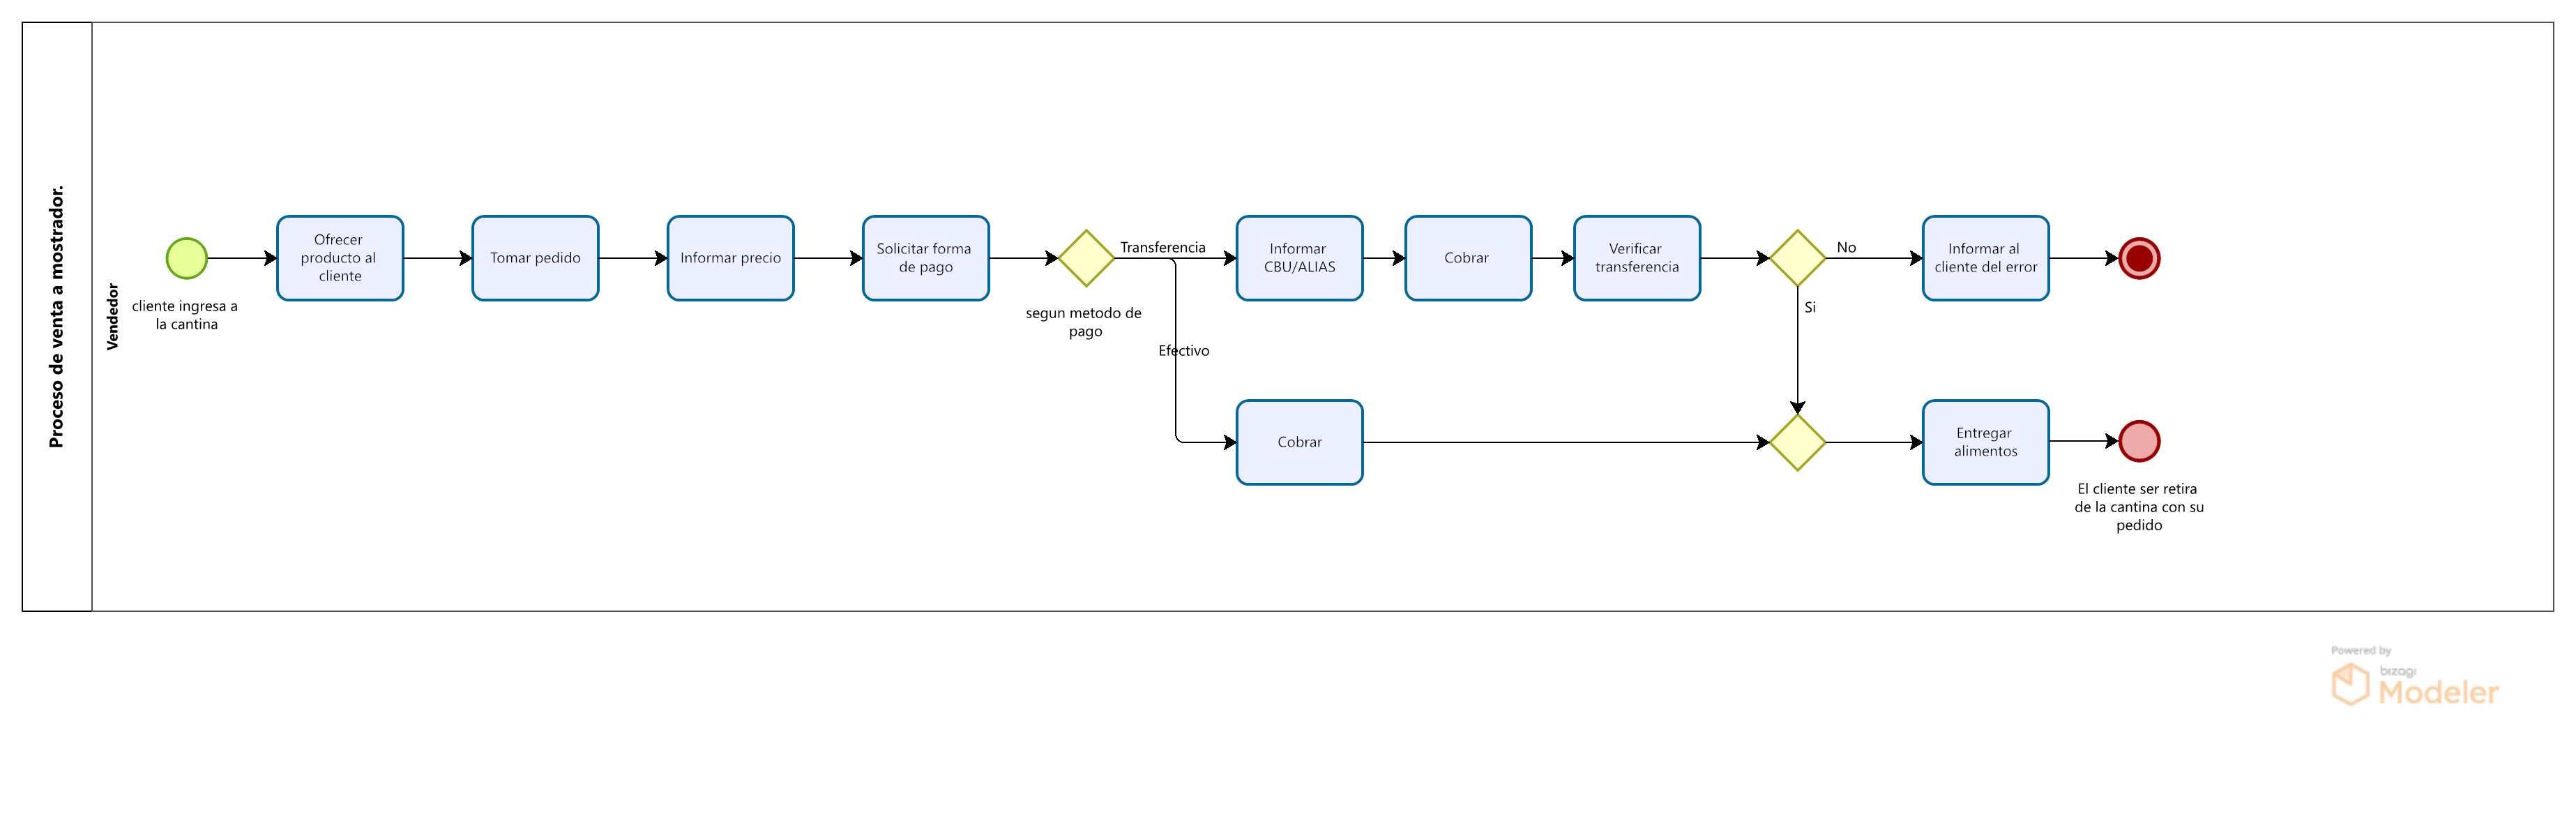 Proceso de venta a mostrador.
Vendedor
cliente ingresa a
la cantina
Ofrecer
producto al
cliente
Tomar pedido
Informar precio
Solicitar forma
de pago
segun metodo de
pago
Transferencia
Efectivo
Informar
CBU/ALIAS
Cobrar
Verificar
transferencia
No
Si
Informar al
cliente del error
Cobrar
Entregar
alimentos
El cliente ser retira
de la cantina con su
pedido
Powered by
bizagi
Modeler